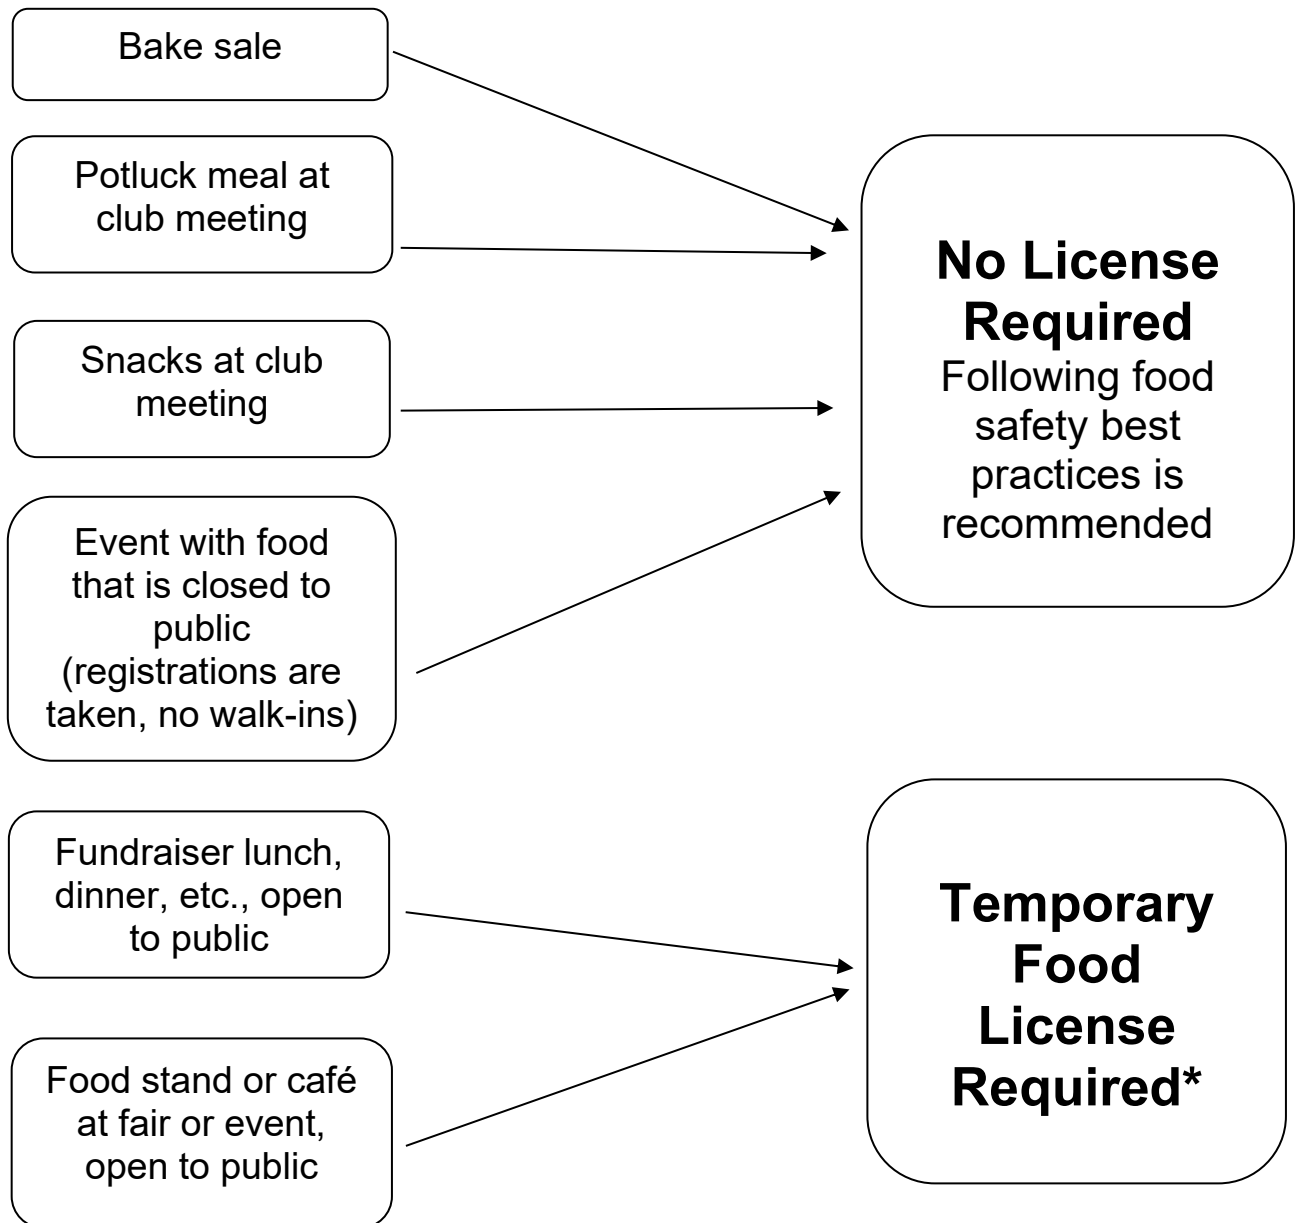 Bake sale
Potluck meal at
club meeting
Snacks at club
meeting
Event with food
that is closed to
public
(registrations are
taken, no walk-ins)
Fundraiser lunch,
dinner, etc., open
to public
Food stand or café
at fair or event,
open to public
No License
Required
Following food
safety best
practices is
recommended
Temporary
Food
License
Required*